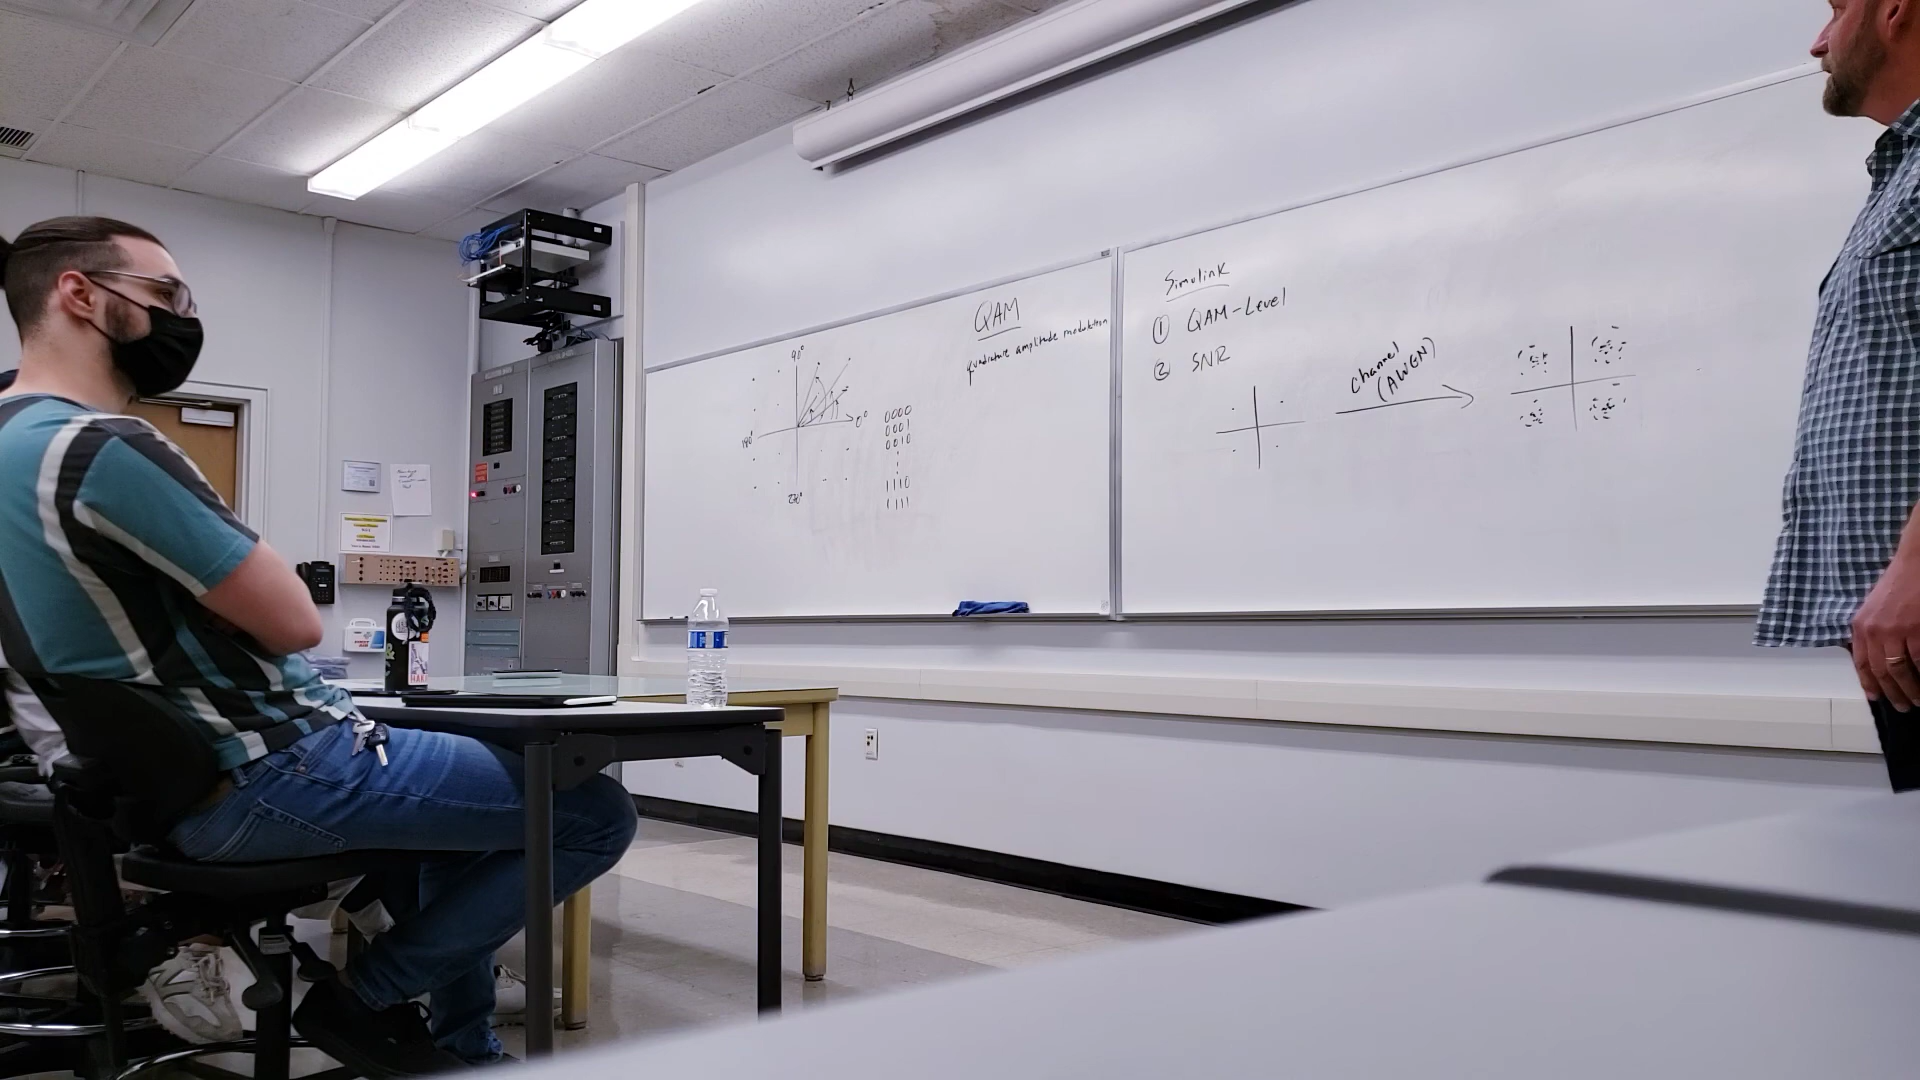 QAM
quadrature amplitude modulation
90°
0°
180°
270°
0000
0001
0010
1110
1111
Simulink
① QAM-Level
② SNR
Channel
(AWGN)